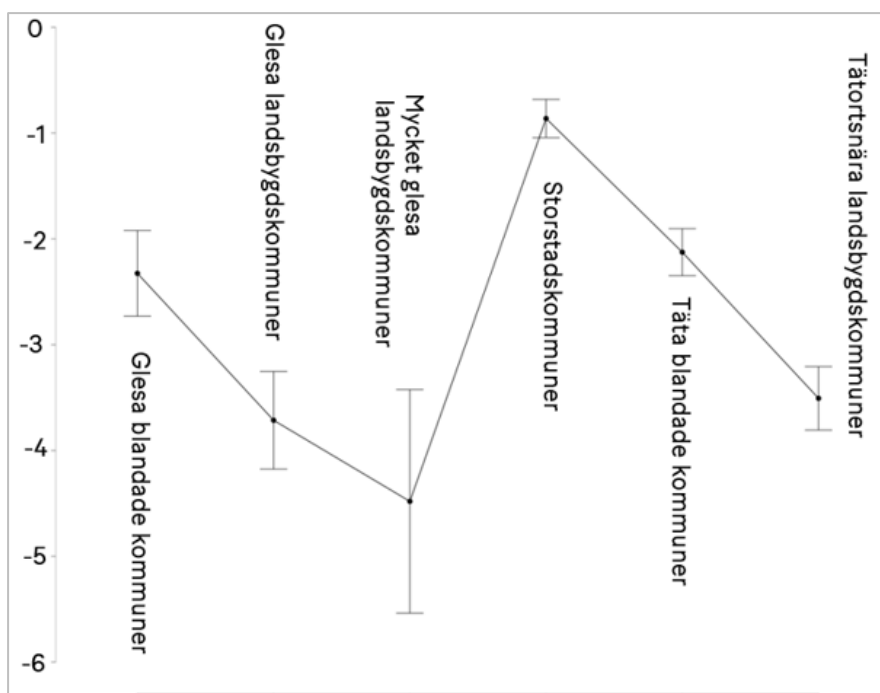 0
-1
-2
-3
-4
-5
-6
Glesa blandade kommuner
Glesa landsbygdskommuner
Mycket glesa
landsbygdskommuner
Storstadskommuner
Täta blandade kommuner
Tätortsnära landsbygdskommuner